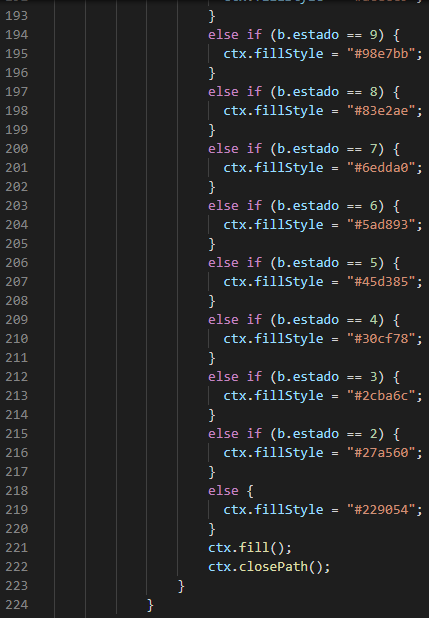 193 }
194 else if (b.estado == 9) {
195 ctx.fillStyle = "#98e7bb";
196 }
197 else if (b.estado == 8) {
198 ctx.fillStyle = "#83e2ae";
199 }
200 else if (b.estado == 7) {
201 ctx.fillStyle = "#6edda0";
202 }
203 else if (b.estado == 6) {
204 ctx.fillStyle = "#5ad893";
205 }
206 else if (b.estado == 5) {
207 ctx.fillStyle = "#45d385";
208 }
209 else if (b.estado == 4) {
210 ctx.fillStyle = "#30cf78";
211 }
212 else if (b.estado == 3) {
213 ctx.fillStyle = "#2cba6c";
214 }
215 else if (b.estado == 2) {
216 ctx.fillStyle = "#27a560";
217 }
218 else {
219 ctx.fillStyle = "#229054";
220 }
221 ctx.fill();
222 ctx.closePath();
223 }
224 }